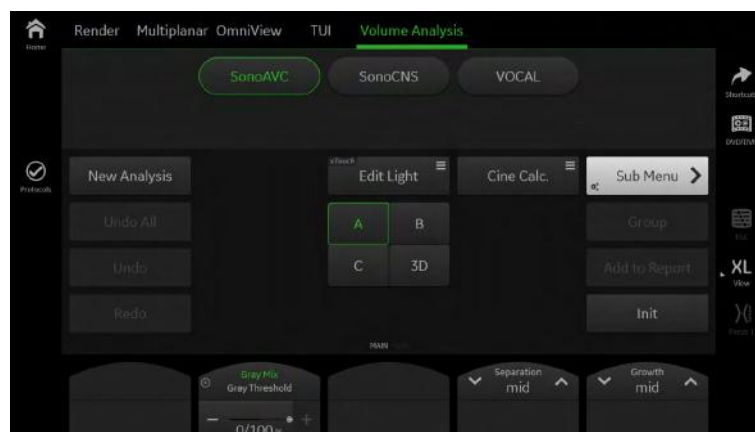 Home
Render Multiplanar OmniView TUI Volume Analysis
SonoAVC SonoCNS VOCAL
Shortcut
Protocols
New Analysis
xTouch
Edit Light Cine Calc. Sub Menu
Undo All A B Group
Undo C 3D Add to Report
XL
View
Redo Init
MAIN
Gray Mix
Gray Threshold
Separation
mid
Growth
mid
0/100